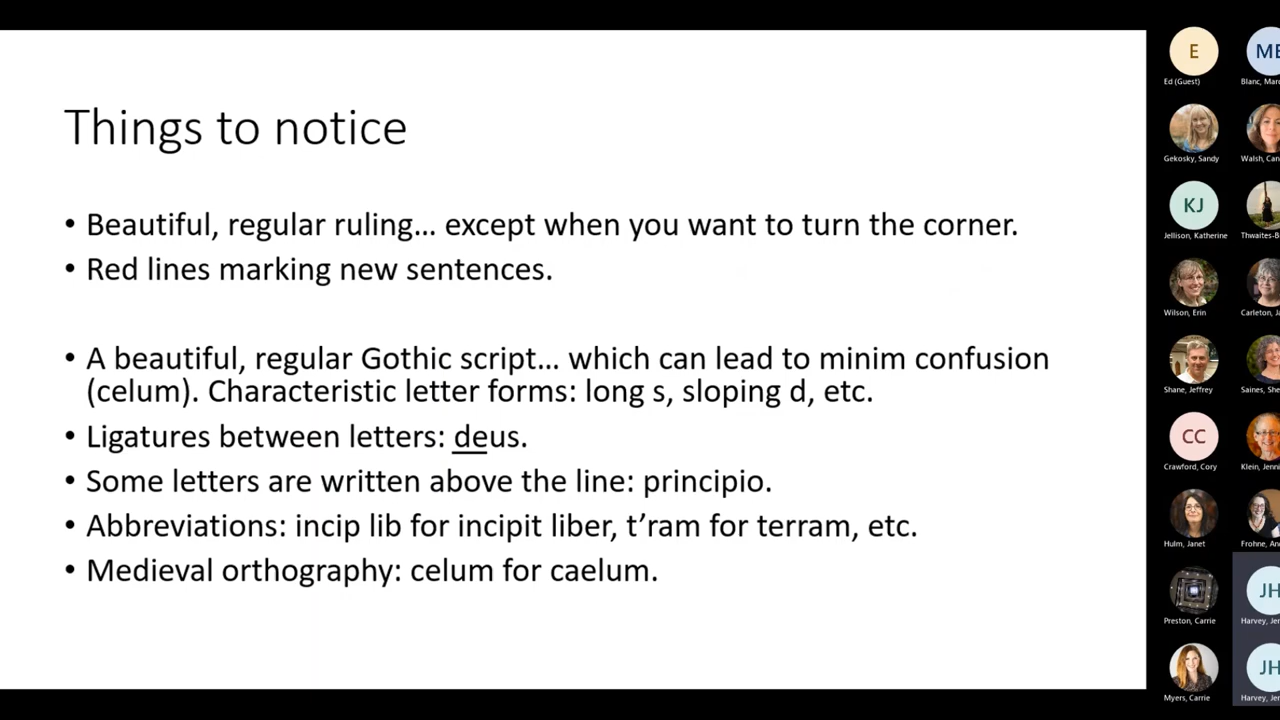 Things to notice
• Beautiful, regular ruling... except when you want to turn the corner.
• Red lines marking new sentences.
• A beautiful, regular Gothic script... which can lead to minim confusion
(celum). Characteristic letter forms: long s, sloping d, etc.
• Ligatures between letters: deus.
• Some letters are written above the line: principio.
• Abbreviations: incip lib for incipit liber, t’ram for terram, etc.
• Medieval orthography: celum for caelum.
E
Ed (Guest)
Blanc, Marc
Gekosky, Sandy
Walsh, Can
KJ
Jellison, Katherine
Thwaites-B
Wilson, Erin
Carleton, J
Shane, Jeffrey
Saines, She
CC
Crawford, Cory
Klein, Jenni
Hulm, Janet
Frohne, An
JH
Preston, Carrie
Harvey, Jer
JH
Myers, Carrie
Harvey, Jer